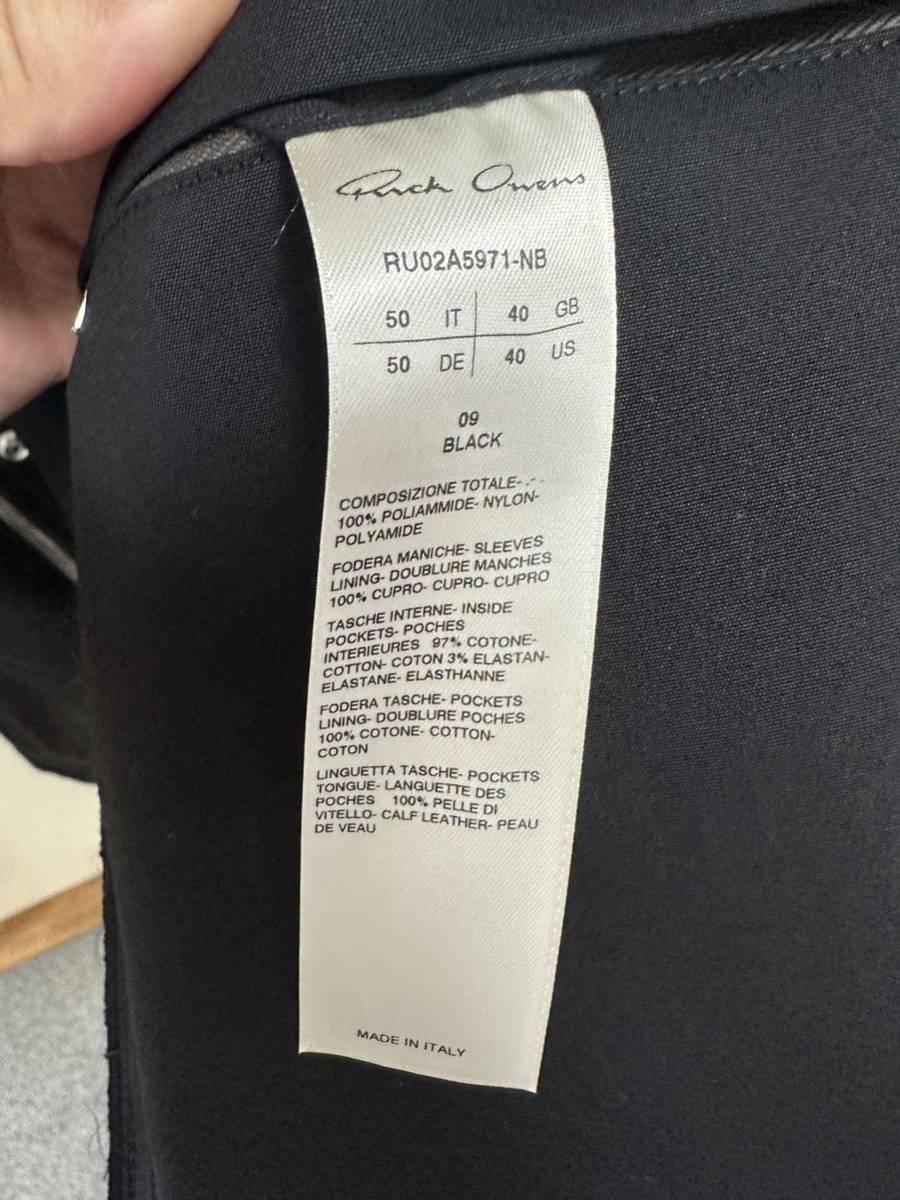 Rick Owens
RU02A5971-NB
50 IT 40 GB
50 DE 40 US
09
BLACK
COMPOSIZIONE TOTALE-
100% POLIAMMIDE- NYLON-
POLYAMIDE
FODERA MANICHE- SLEEVES
LINING- DOUBLURE MANCHES
100% CUPRO- CUPRO- CUPRO
TASCHE INTERNE- INSIDE
POCKETS- POCHES
INTERIEURES 97% COTONE-
COTTON- COTON 3% ELASTAN-
ELASTANE- ELASTHANNE
FODERA TASCHE- POCKETS
LINING- DOUBLURE POCHES
100% COTONE- COTTON-
COTON
LINGUETTA TASCHE- POCKETS
TONGUE- LANGUETTE DES
POCHES 100% PELLE DI
VITELLO- CALF LEATHER- PEAU
DE VEAU
MADE IN ITALY